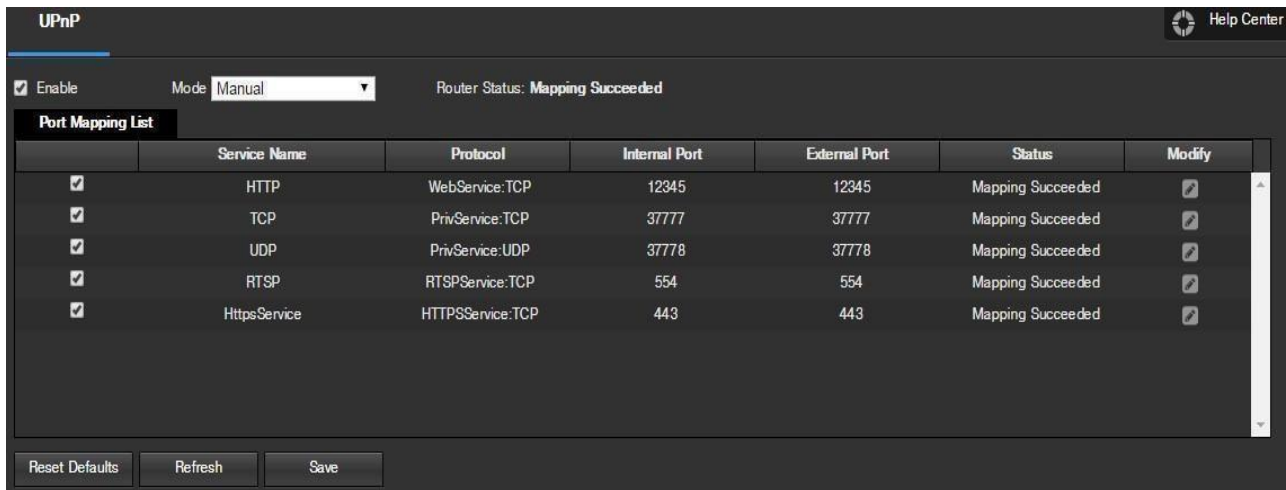 UPnP
Help Center
Enable Mode Manual Router Status: Mapping Succeeded
Port Mapping List
Service Name Protocol Internal Port External Port Status Modify
HTTP WebService:TCP 12345 12345 Mapping Succeeded
TCP PrivService:TCP 37777 37777 Mapping Succeeded
UDP PrivService:UDP 37778 37778 Mapping Succeeded
RTSP RTSPService:TCP 554 554 Mapping Succeeded
HttpsService HTTPSService:TCP 443 443 Mapping Succeeded
Reset Defaults Refresh Save